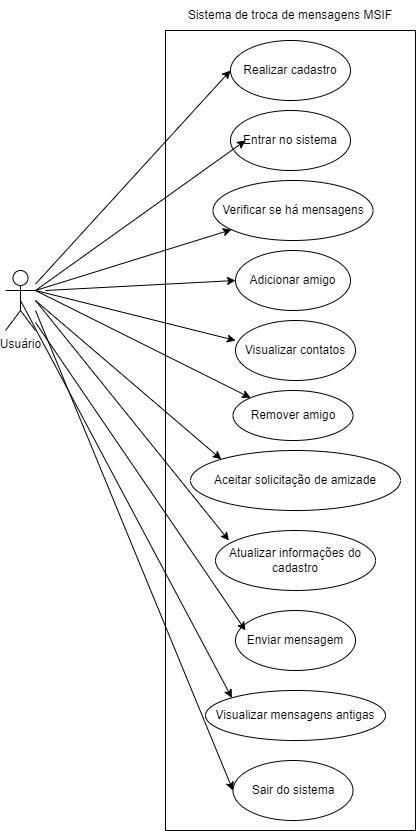 Sistema de troca de mensagens MSIF
Realizar cadastro
Entrar no sistema
Verificar se há mensagens
Adicionar amigo
Usuário
Visualizar contatos
Remover amigo
Aceitar solicitação de amizade
Atualizar informações do
cadastro
Enviar mensagem
Visualizar mensagens antigas
Sair do sistema